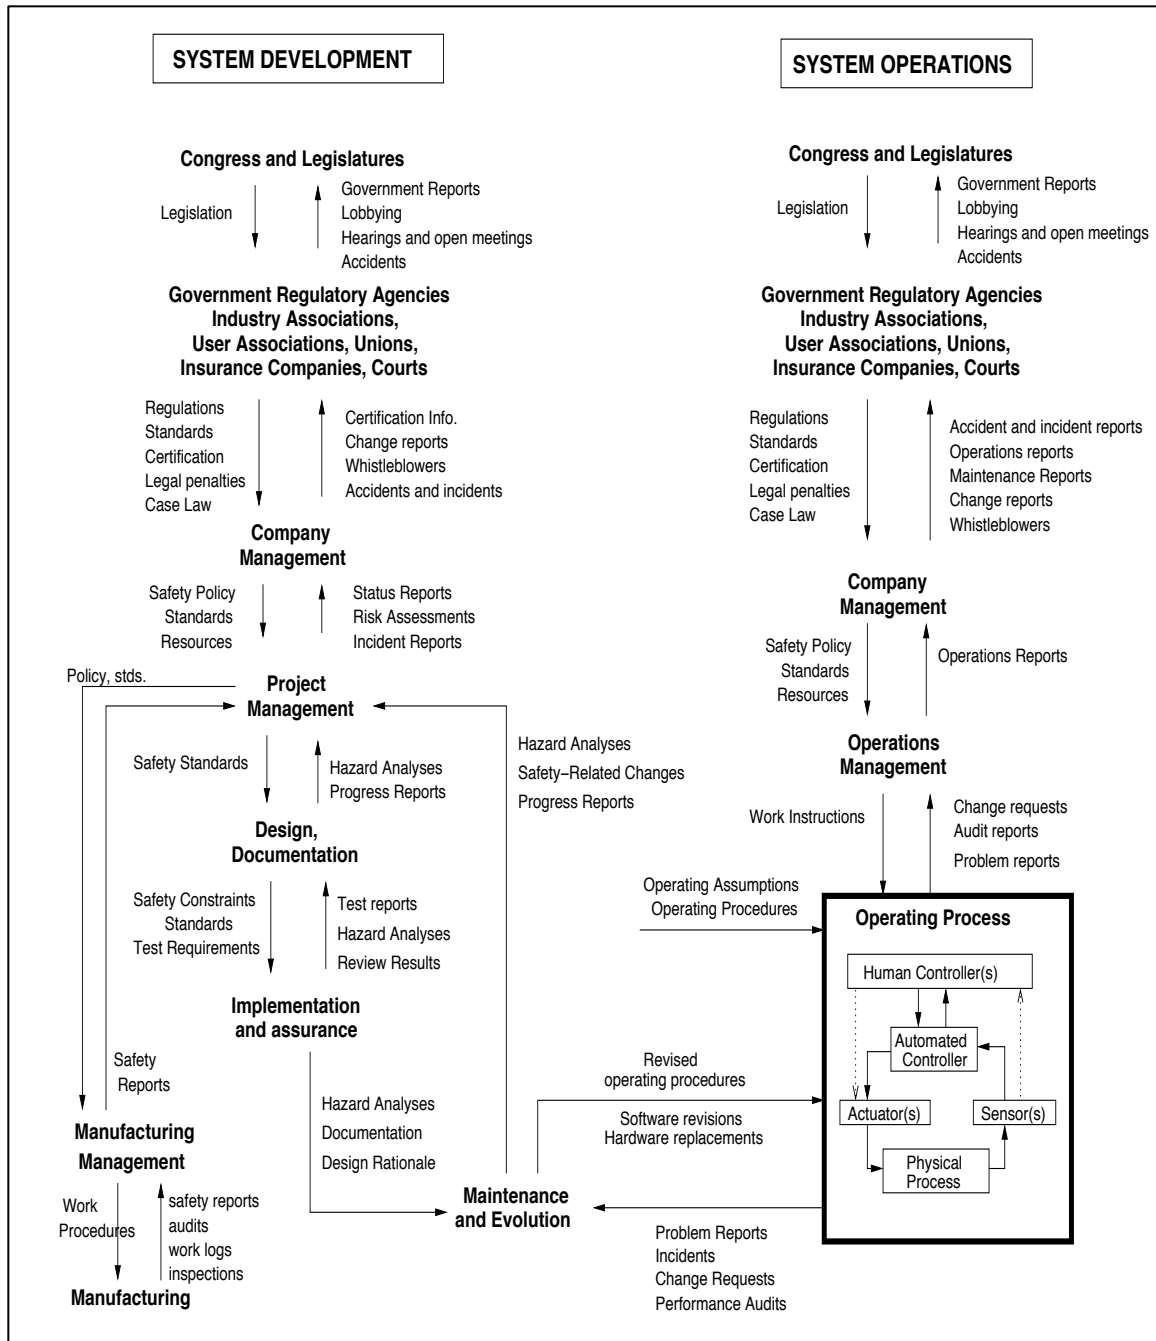 SYSTEM DEVELOPMENT
Congress and Legislatures
Legislation
Government Reports
Lobbying
Hearings and open meetings
Accidents
Government Regulatory Agencies
Industry Associations,
User Associations, Unions,
Insurance Companies, Courts
Regulations
Standards
Certification
Legal penalties
Case Law
Certification Info.
Change reports
Whistleblowers
Accidents and incidents
Company
Management
Safety Policy
Standards
Resources
Status Reports
Risk Assessments
Incident Reports
Policy, stds.
Project
Management
Safety Standards
Hazard Analyses
Progress Reports
Hazard Analyses
Safety–Related Changes
Progress Reports
Design,
Documentation
Safety Constraints
Standards
Test Requirements
Test reports
Hazard Analyses
Review Results
Implementation
and assurance
Safety
Reports
Hazard Analyses
Documentation
Design Rationale
Manufacturing
Management
Work
Procedures
safety reports
audits
work logs
inspections
Manufacturing
Maintenance
and Evolution
SYSTEM OPERATIONS
Congress and Legislatures
Legislation
Government Reports
Lobbying
Hearings and open meetings
Accidents
Government Regulatory Agencies
Industry Associations,
User Associations, Unions,
Insurance Companies, Courts
Regulations
Standards
Certification
Legal penalties
Case Law
Accident and incident reports
Operations reports
Maintenance Reports
Change reports
Whistleblowers
Company
Management
Safety Policy
Standards
Resources
Operations Reports
Operations
Management
Work Instructions
Change requests
Audit reports
Problem reports
Operating Assumptions
Operating Procedures
Operating Process
Human Controller(s)
Automated
Controller
Actuator(s)
Sensor(s)
Physical
Process
Revised
operating procedures
Software revisions
Hardware replacements
Problem Reports
Incidents
Change Requests
Performance Audits